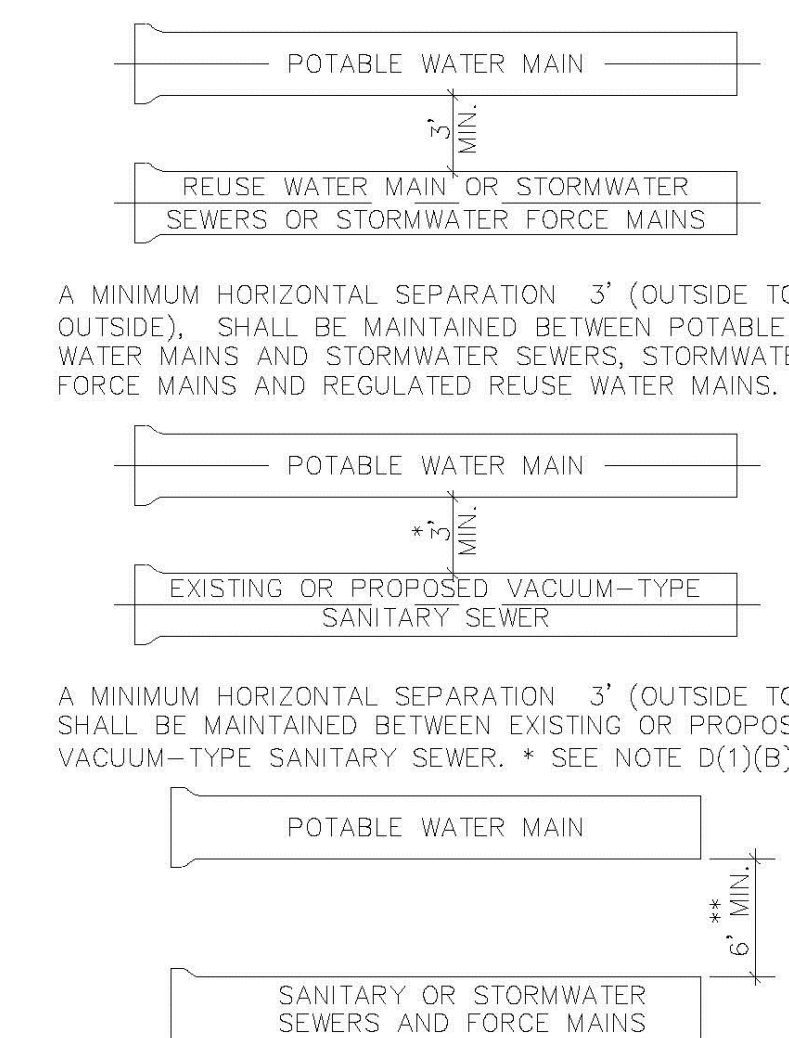 POTABLE WATER MAIN
3'
MIN.
REUSE WATER MAIN OR STORMWATER
SEWERS OR STORMWATER FORCE MAINS
A MINIMUM HORIZONTAL SEPARATION 3' (OUTSIDE TO
OUTSIDE), SHALL BE MAINTAINED BETWEEN POTABLE
WATER MAINS AND STORMWATER SEWERS, STORMWATE
FORCE MAINS AND REGULATED REUSE WATER MAINS.
POTABLE WATER MAIN
* 3'
MIN.
EXISTING OR PROPOSED VACUUM-TYPE
SANITARY SEWER
A MINIMUM HORIZONTAL SEPARATION 3' (OUTSIDE TO
SHALL BE MAINTAINED BETWEEN EXISTING OR PROPOS
VACUUM-TYPE SANITARY SEWER. * SEE NOTE D(1)(B)
POTABLE WATER MAIN
**
6' MIN.
SANITARY OR STORMWATER
SEWERS AND FORCE MAINS